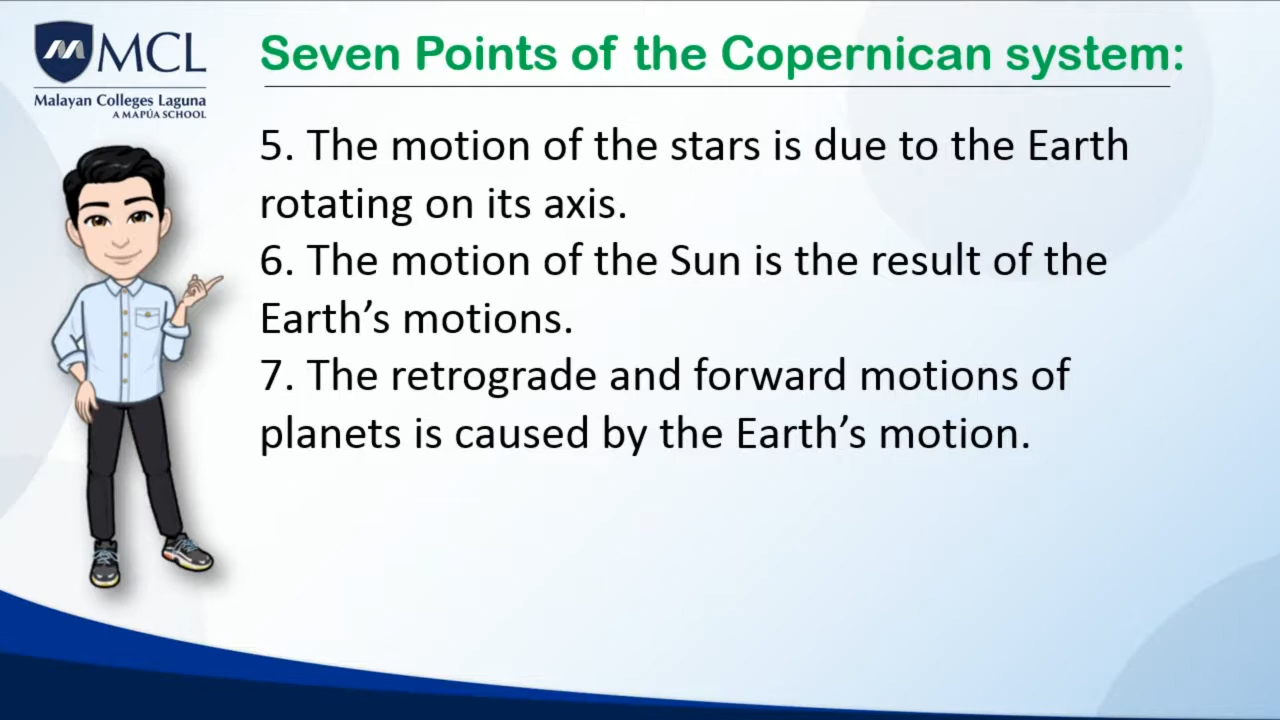 MCL
Malayan Colleges Laguna
A MAPÚA SCHOOL
Seven Points of the Copernican system:
5. The motion of the stars is due to the Earth
rotating on its axis.
6. The motion of the Sun is the result of the
Earth’s motions.
7. The retrograde and forward motions of
planets is caused by the Earth’s motion.